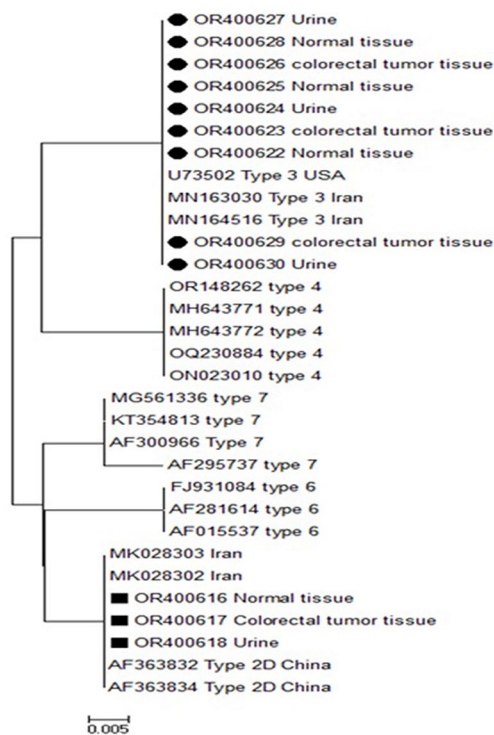 OR400627 Urine
OR400628 Normal tissue
OR400626 colorectal tumor tissue
OR400625 Normal tissue
OR400624 Urine
OR400623 colorectal tumor tissue
OR400622 Normal tissue
U73502 Type 3 USA
MN163030 Type 3 Iran
MN164516 Type 3 Iran
OR400629 colorectal tumor tissue
OR400630 Urine
OR148262 type 4
MH643771 type 4
MH643772 type 4
OQ230884 type 4
ON023010 type 4
MG561336 type 7
KT354813 type 7
AF300966 Type 7
AF295737 type 7
FJ931084 type 6
AF281614 type 6
AF015537 type 6
MK028303 Iran
MK028302 Iran
OR400616 Normal tissue
OR400617 Colorectal tumor tissue
OR400618 Urine
AF363832 Type 2D China
AF363834 Type 2D China
0.005